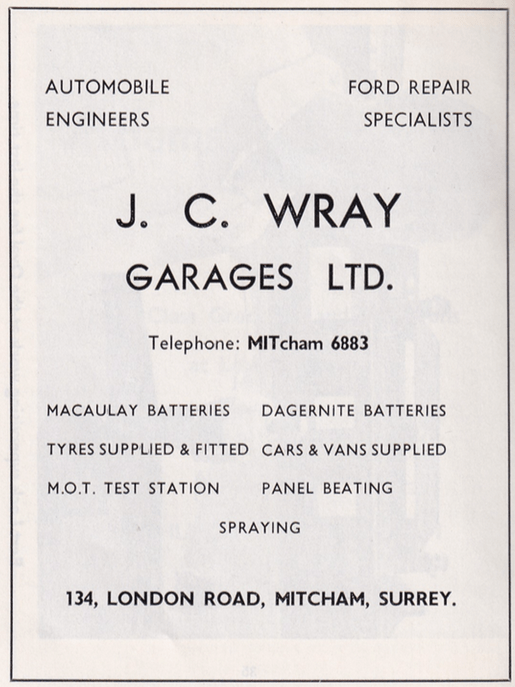 AUTOMOBILE ENGINEERS
FORD REPAIR SPECIALISTS
J. C. WRAY
GARAGES LTD.
Telephone: MITcham 6883
MACAULAY BATTERIES DAGERNITE BATTERIES
TYRES SUPPLIED & FITTED CARS & VANS SUPPLIED
M.O.T. TEST STATION PANEL BEATING
SPRAYING
134, LONDON ROAD, MITCHAM, SURREY.